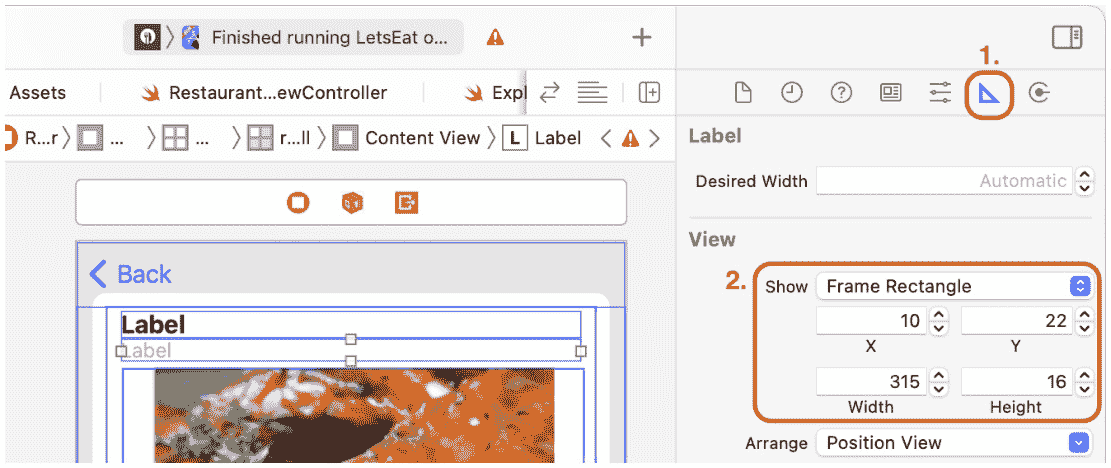 Finished running LetsEat o...
1.
Assets
Restaurant...ewController
Expl
R...r
...
...
r...ll
Content View
L
Label
Label
Desired Width
Automatic
View
Back
2.
Show
Frame Rectangle
Label
10
22
X
Y
Label
315
16
Width
Height
Arrange
Position View